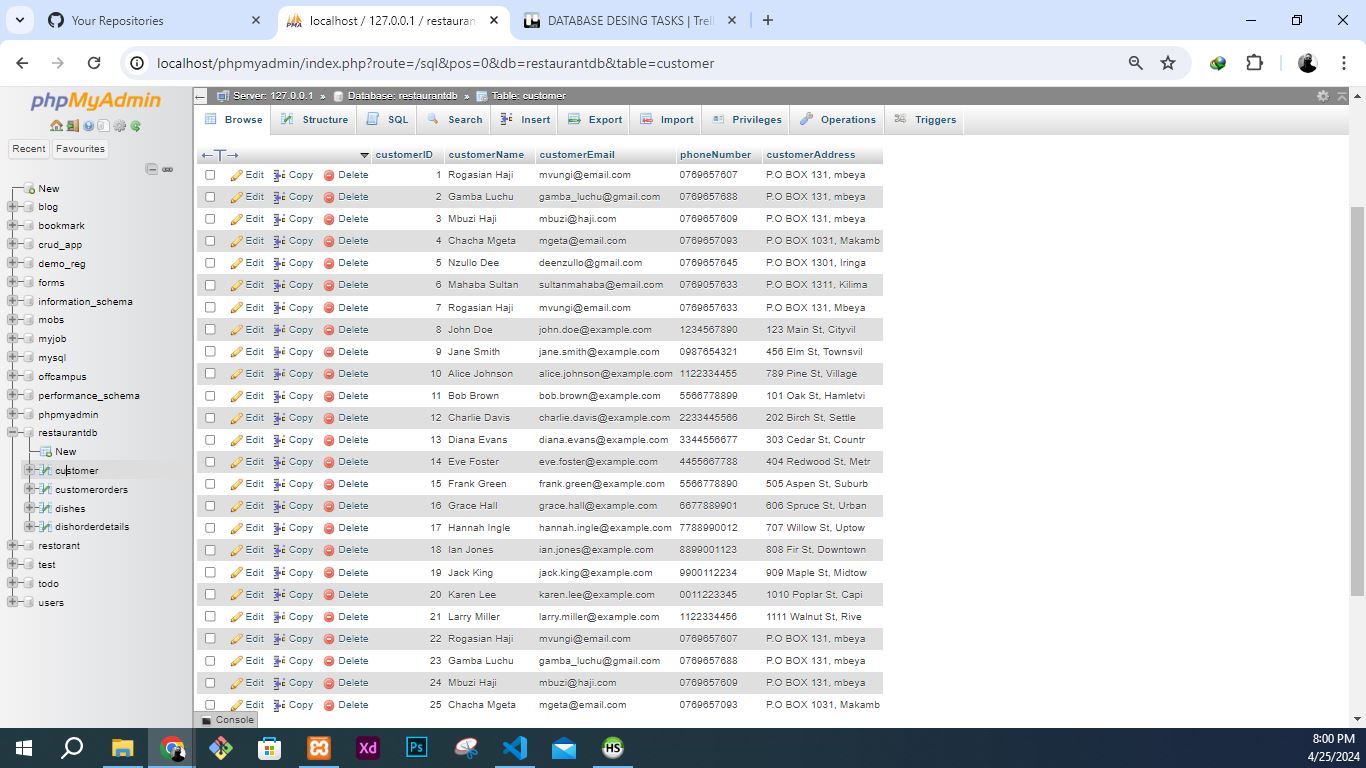 Your Repositories
localhost / 127.0.0.1 / restauran
DATABASE DESING TASKS | Trell
localhost/phpmyadmin/index.php?route=/sql&pos=0&db=restaurantdb&table=customer
phpMyAdmin
Recent Favourites
New
blog
bookmark
crud_app
demo_reg
forms
information_schema
mobs
myjob
mysql
offcampus
performance_schema
phpmyadmin
restaurantdb
New
customer
customerorders
dishes
dishorderdetails
restorant
test
todo
users
Server: 127.0.0.1 » Database: restaurantdb » Table: customer
Browse Structure SQL Search Insert Export Import Privileges Operations Triggers
customerID customerName customerEmail phoneNumber customerAddress
Edit Copy Delete 1 Rogasian Haji mvungi@email.com 0769657607 P.O BOX 131, mbeya
Edit Copy Delete 2 Gamba Luchu gamba_luchu@gmail.com 0769657688 P.O BOX 131, mbeya
Edit Copy Delete 3 Mbuzi Haji mbuzi@haji.com 0769657609 P.O BOX 131, mbeya
Edit Copy Delete 4 Chacha Mgeta mgeta@email.com 0769657093 P.O BOX 1031, Makamb
Edit Copy Delete 5 Nzullo Dee deenzullo@gmail.com 0769657645 P.O BOX 1301, Iringa
Edit Copy Delete 6 Mahaba Sultan sultanmahaba@email.com 0769057633 P.O BOX 1311, Kilima
Edit Copy Delete 7 Rogasian Haji mvungi@email.com 0769657633 P.O BOX 131, Mbeya
Edit Copy Delete 8 John Doe john.doe@example.com 1234567890 123 Main St, Cityvil
Edit Copy Delete 9 Jane Smith jane.smith@example.com 0987654321 456 Elm St, Townsvil
Edit Copy Delete 10 Alice Johnson alice.johnson@example.com 1122334455 789 Pine St, Village
Edit Copy Delete 11 Bob Brown bob.brown@example.com 5566778899 101 Oak St, Hamletvi
Edit Copy Delete 12 Charlie Davis charlie.davis@example.com 2233445566 202 Birch St, Settle
Edit Copy Delete 13 Diana Evans diana.evans@example.com 3344556677 303 Cedar St, Countr
Edit Copy Delete 14 Eve Foster eve.foster@example.com 4455667788 404 Redwood St, Metr
Edit Copy Delete 15 Frank Green frank.green@example.com 5566778890 505 Aspen St, Suburb
Edit Copy Delete 16 Grace Hall grace.hall@example.com 6677889901 606 Spruce St, Urban
Edit Copy Delete 17 Hannah Ingle hannah.ingle@example.com 7788990012 707 Willow St, Uptow
Edit Copy Delete 18 Ian Jones ian.jones@example.com 8899001123 808 Fir St, Downtown
Edit Copy Delete 19 Jack King jack.king@example.com 9900112234 909 Maple St, Midtow
Edit Copy Delete 20 Karen Lee karen.lee@example.com 0011223345 1010 Poplar St, Capi
Edit Copy Delete 21 Larry Miller larry.miller@example.com 1122334456 1111 Walnut St, Rive
Edit Copy Delete 22 Rogasian Haji mvungi@email.com 0769657607 P.O BOX 131, mbeya
Edit Copy Delete 23 Gamba Luchu gamba_luchu@gmail.com 0769657688 P.O BOX 131, mbeya
Edit Copy Delete 24 Mbuzi Haji mbuzi@haji.com 0769657609 P.O BOX 131, mbeya
Edit Copy Delete 25 Chacha Mgeta mgeta@email.com 0769657093 P.O BOX 1031, Makamb
Console
Xd
Ps
HS
8:00 PM
4/25/2024